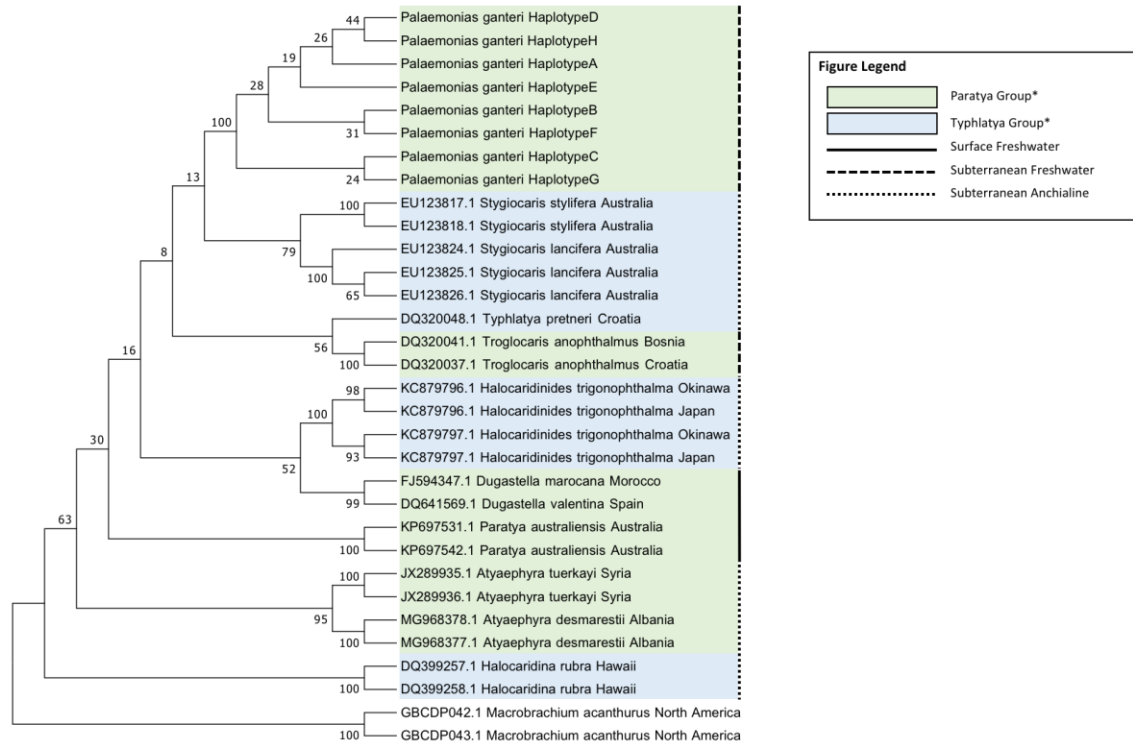 44
Palaemonias ganteri HaplotypeD
26
Palaemonias ganteri HaplotypeH
19
Palaemonias ganteri HaplotypeA
28
Palaemonias ganteri HaplotypeE
100
Palaemonias ganteri HaplotypeB
31
Palaemonias ganteri HaplotypeF
Palaemonias ganteri HaplotypeC
13
24
Palaemonias ganteri HaplotypeG
100
EU123817.1 Stygiocaris stylifera Australia
EU123818.1 Stygiocaris stylifera Australia
8
79
EU123824.1 Stygiocaris lancifera Australia
100
EU123825.1 Stygiocaris lancifera Australia
65
EU123826.1 Stygiocaris lancifera Australia
DQ320048.1 Typhlatya pretneri Croatia
16
56
DQ320041.1 Troglocaris anophthalmus Bosnia
100
DQ320037.1 Troglocaris anophthalmus Croatia
98
KC879796.1 Halocaridinides trigonophthalma Okinawa
100
KC879796.1 Halocaridinides trigonophthalma Japan
KC879797.1 Halocaridinides trigonophthalma Okinawa
30
93
KC879797.1 Halocaridinides trigonophthalma Japan
52
FJ594347.1 Dugastella marocana Morocco
99
DQ641569.1 Dugastella valentina Spain
63
KP697531.1 Paratya australiensis Australia
100
KP697542.1 Paratya australiensis Australia
100
JX289935.1 Atyaephyra tuerkayi Syria
JX289936.1 Atyaephyra tuerkayi Syria
95
MG968378.1 Atyaephyra desmarestii Albania
100
MG968377.1 Atyaephyra desmarestii Albania
DQ399257.1 Halocaridina rubra Hawaii
100
DQ399258.1 Halocaridina rubra Hawaii
GBCDP042.1 Macrobrachium acanthurus North America
100
GBCDP043.1 Macrobrachium acanthurus North America
Figure Legend
Paratya Group*
Typhlatya Group*
Surface Freshwater
Subterranean Freshwater
Subterranean Anchialine